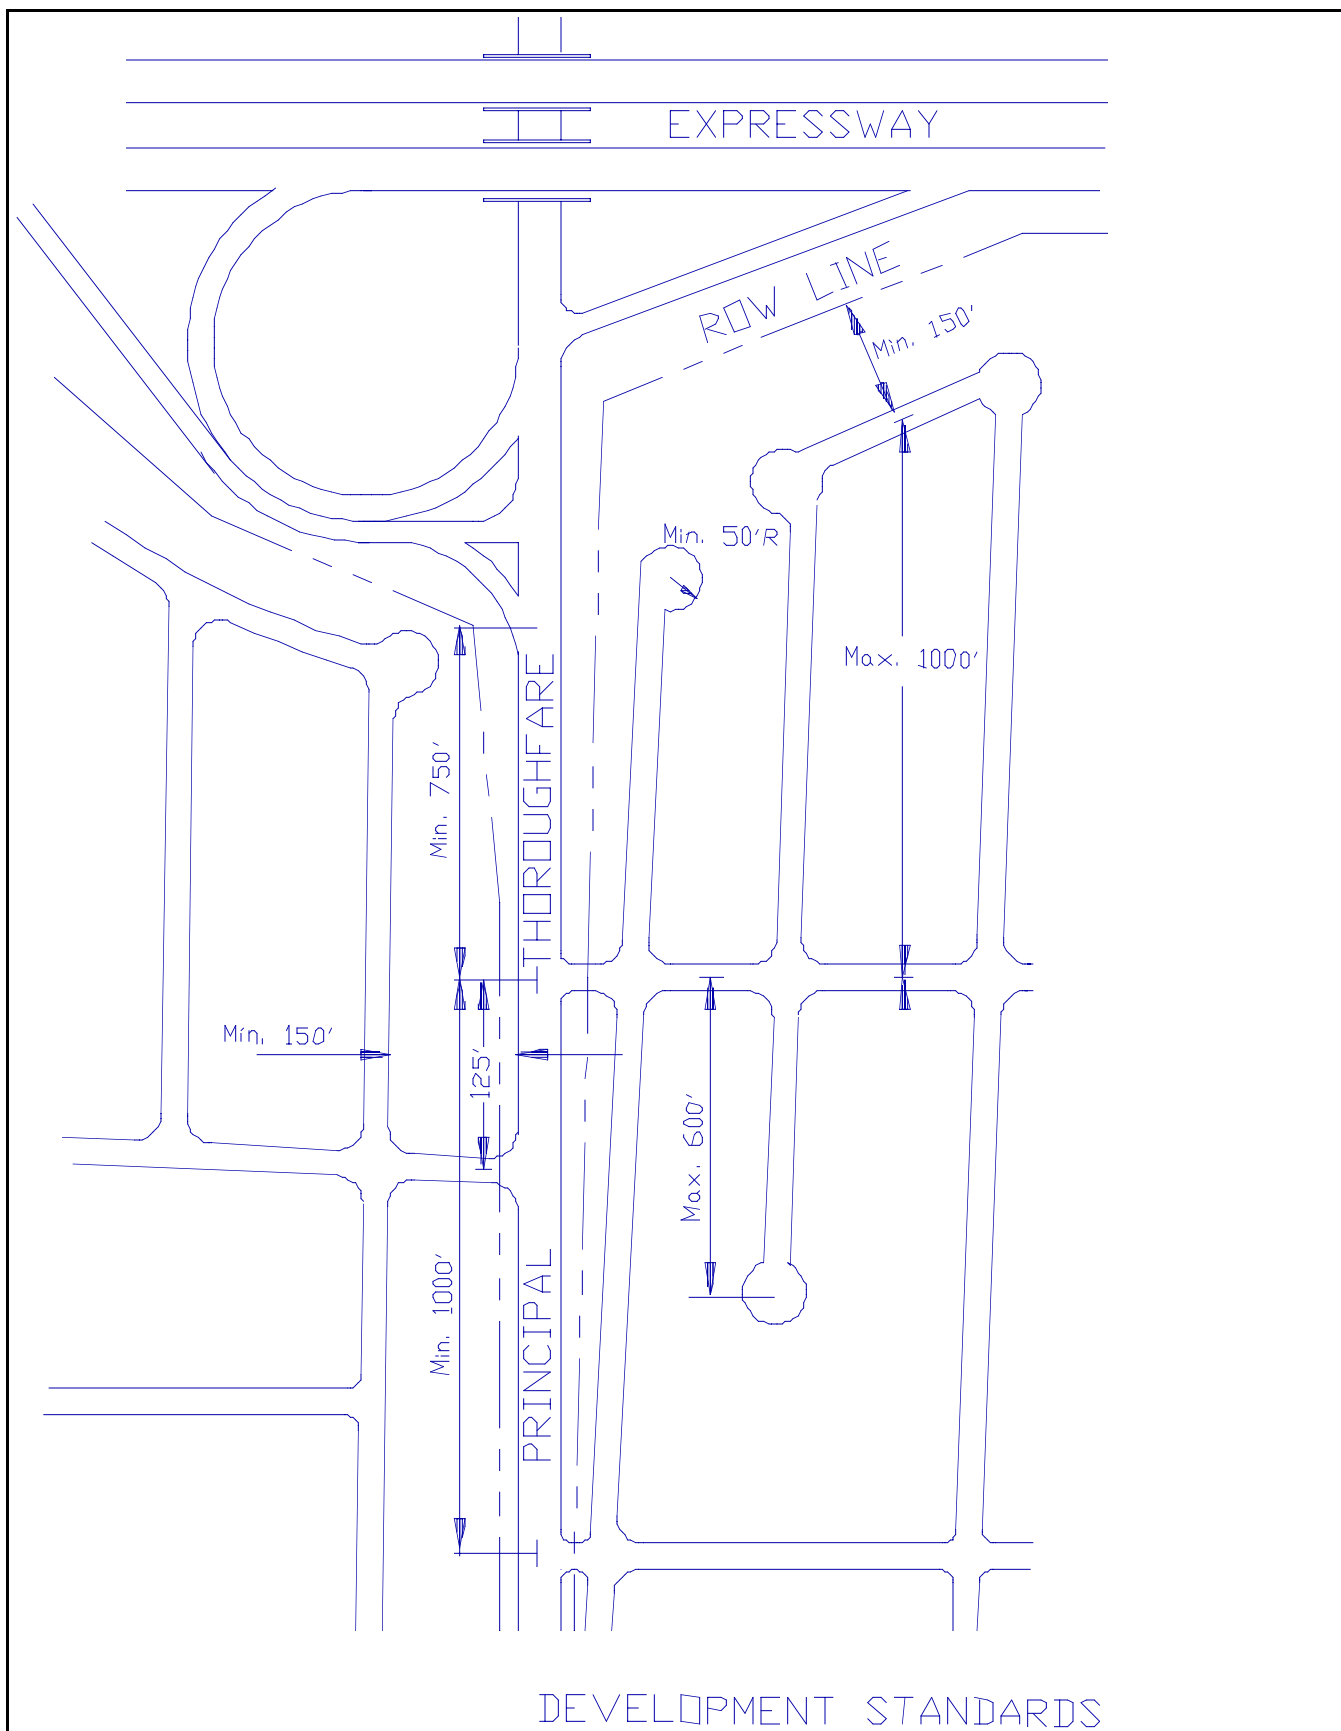 EXPRESSWAY
ROW LINE
Min. 150'
Min. 50'R
Max. 1000'
THOROUGHFARE
Min. 750'
Min. 150'
125'
Max. 600'
PRINCIPAL
Min. 1000'
DEVELOPMENT STANDARDS